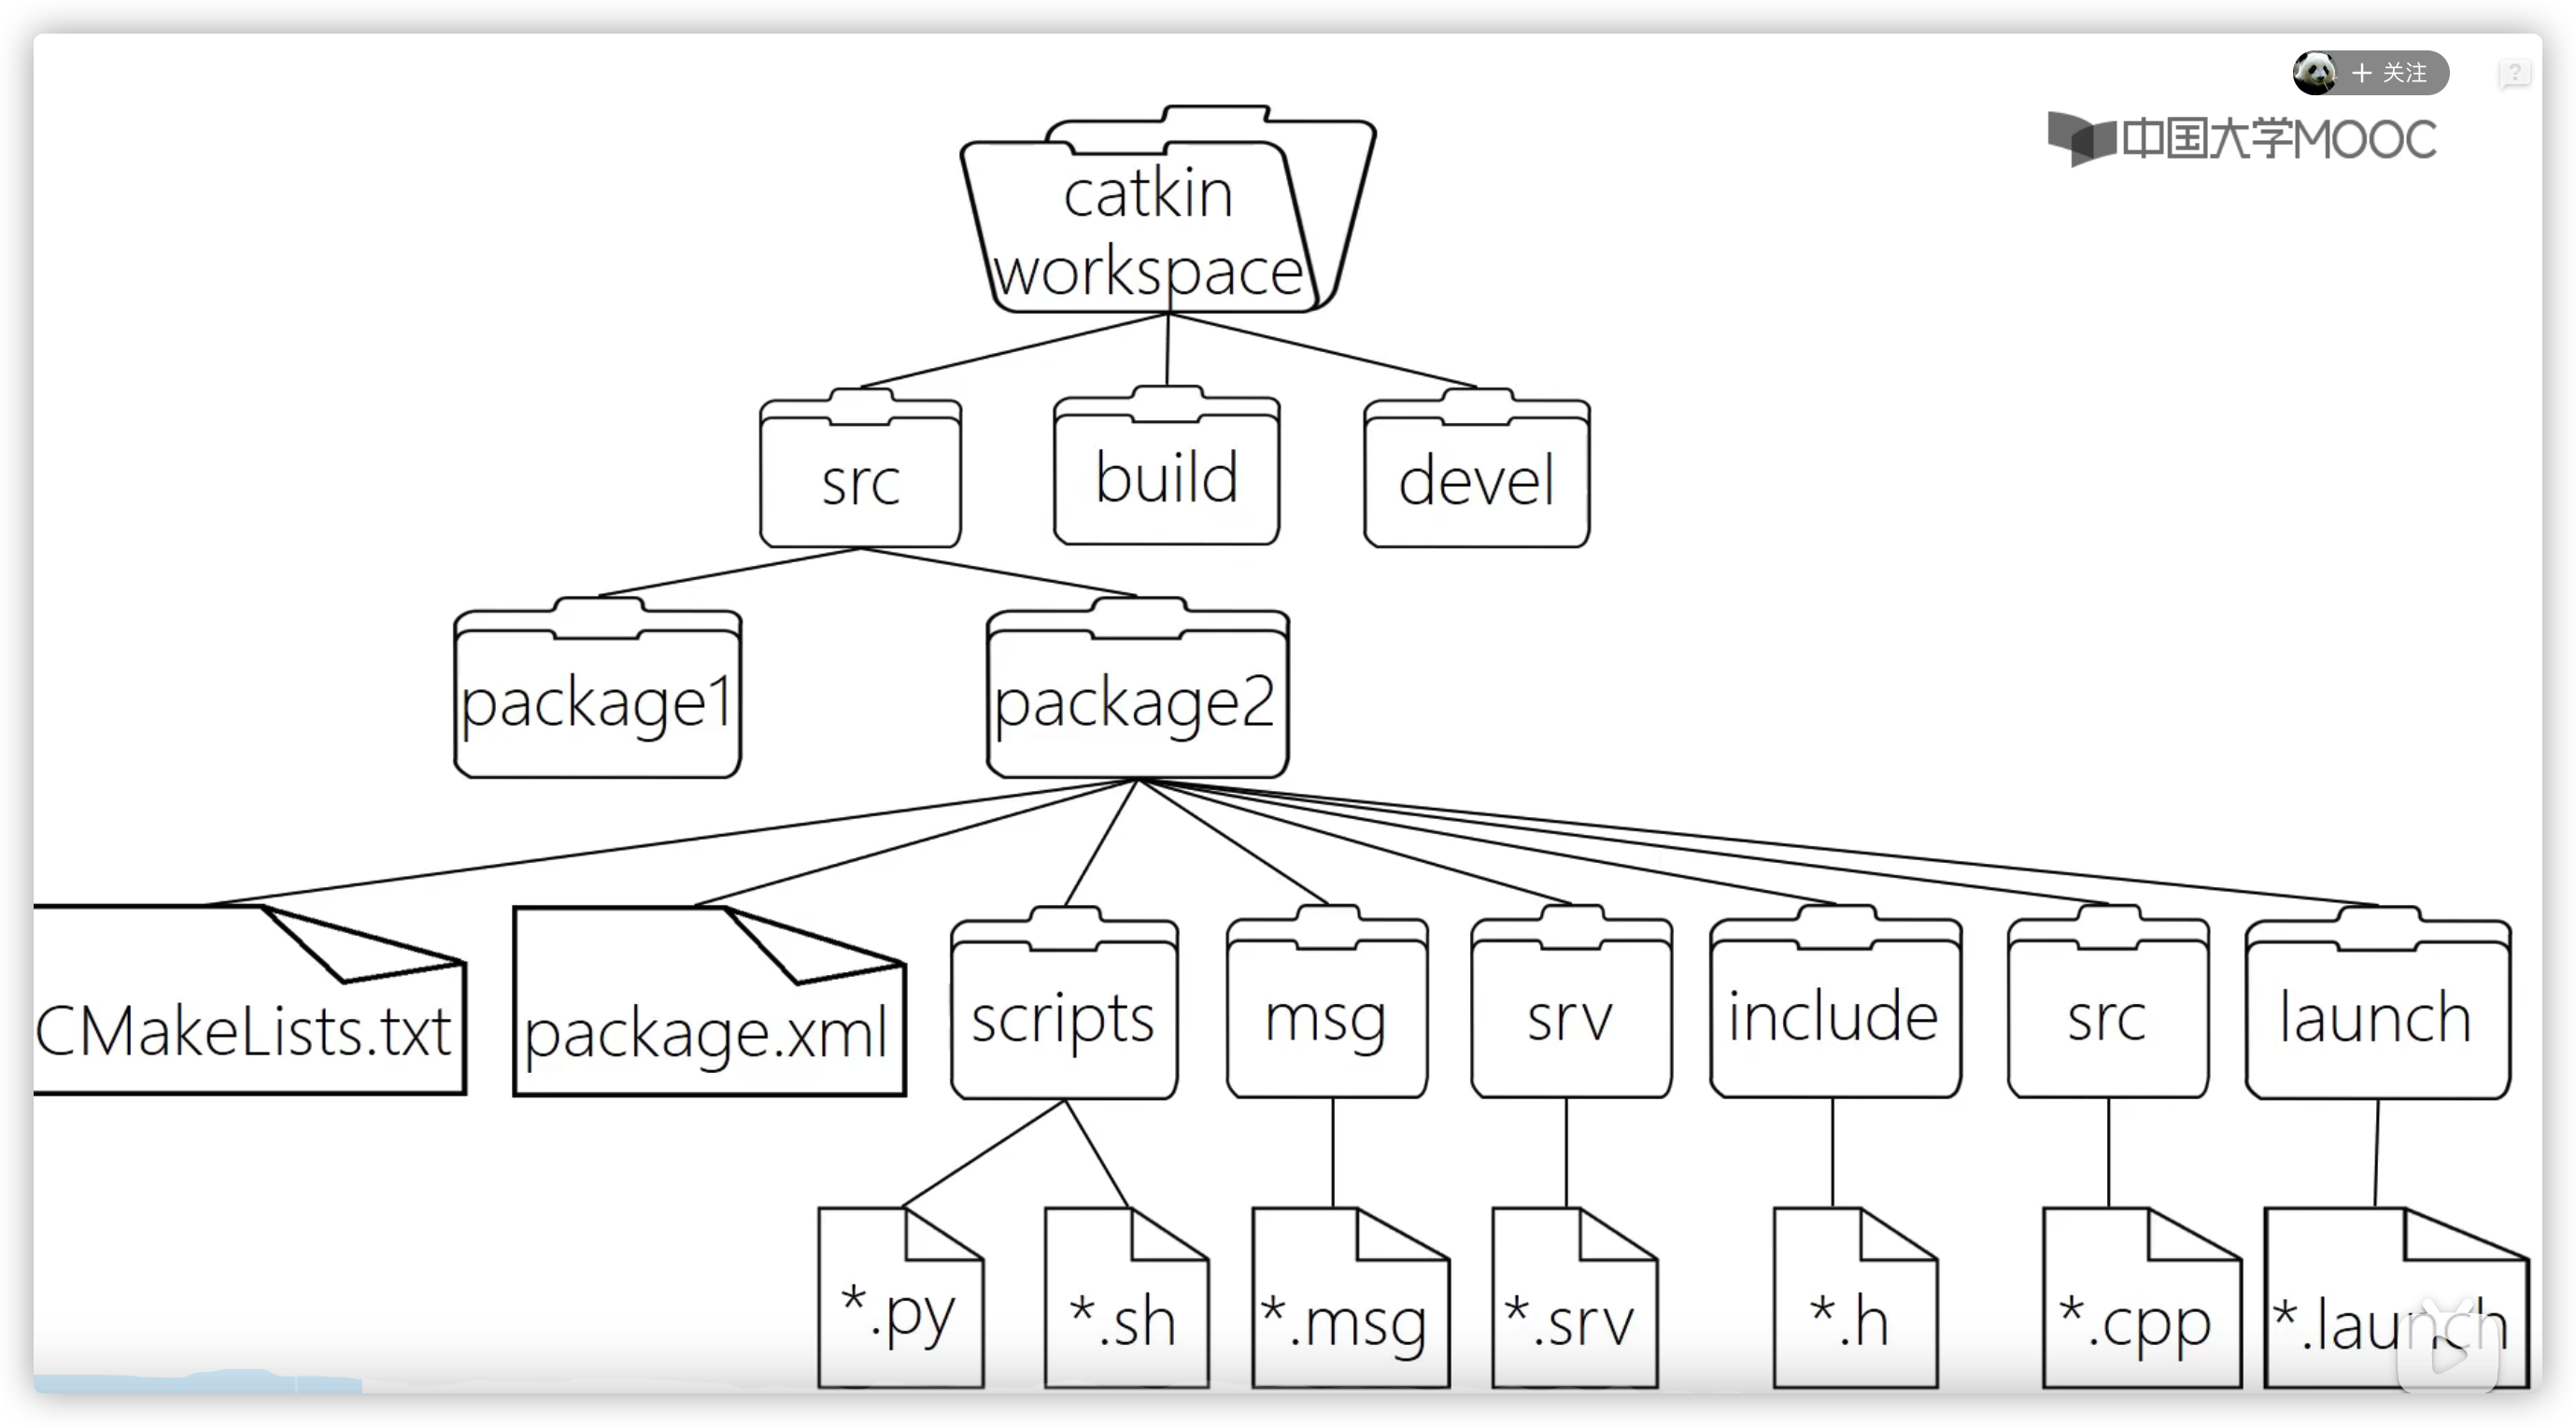 + 关注
?
中国大学MOOC
catkin
workspace
src
build
devel
package1
package2
CMakeLists.txt
package.xml
scripts
msg
srv
include
src
launch
*.py
*.sh
*.msg
*.srv
*.h
*.cpp
*.launch